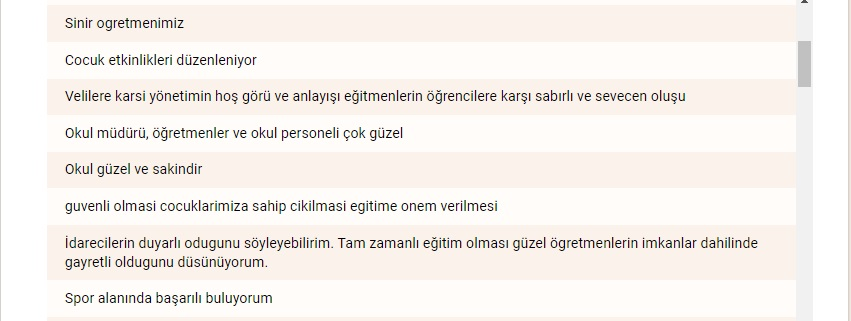 Sinir ogretmenimiz
Cocuk etkinlikleri düzenleniyor
Velilere karsi yönetimin hoş görü ve anlayışı eğitmenlerin öğrencilere karşı sabırlı ve sevecen oluşu
Okul müdürü, öğretmenler ve okul personeli çok güzel
Okul güzel ve sakindir
guvenli olmasi cocuklarimiza sahip cikilmasi egitime onem verilmesi
İdarecilerin duyarlı odugunu söyleyebilirim. Tam zamanlı eğitim olması güzel ögretmenlerin imkanlar dahilinde
gayretli oldugunu düsünüyorum.
Spor alanında başarılı buluyorum